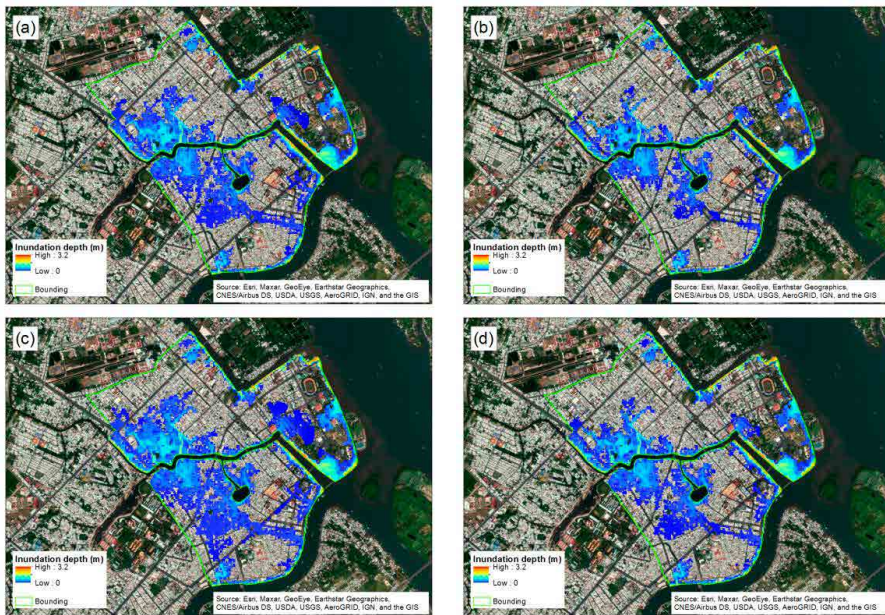 (a)
Inundation depth (m)
High : 3.2
Low : 0
Bounding
Source: Esri, Maxar, GeoEye, Earthstar Geographics,
CNES/Airbus DS, USDA, USGS, AeroGRID, IGN, and the GIS
(b)
Inundation depth (m)
High : 3.2
Low : 0
Bounding
Source: Esri, Maxar, GeoEye, Earthstar Geographics,
CNES/Airbus DS, USDA, USGS, AeroGRID, IGN, and the GIS
(c)
Inundation depth (m)
High : 3.2
Low : 0
Bounding
Source: Esri, Maxar, GeoEye, Earthstar Geographics,
CNES/Airbus DS, USDA, USGS, AeroGRID, IGN, and the GIS
(d)
Inundation depth (m)
High : 3.2
Low : 0
Bounding
Source: Esri, Maxar, GeoEye, Earthstar Geographics,
CNES/Airbus DS, USDA, USGS, AeroGRID, IGN, and the GIS